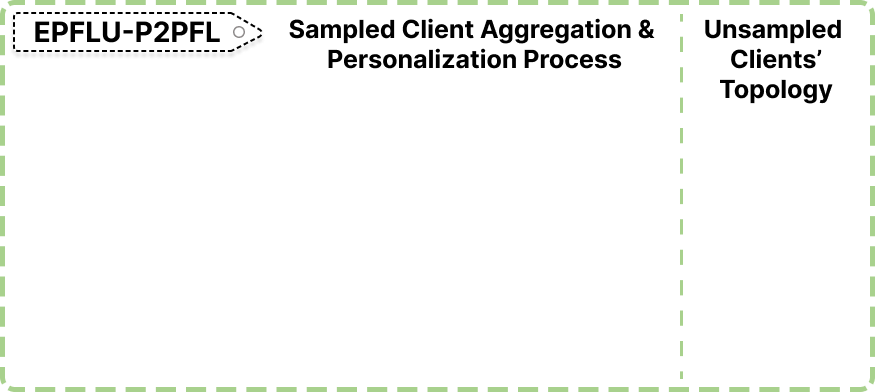 EPFLU-P2PFL
Sampled Client Aggregation &
Personalization Process
Unsampled
Clients’
Topology